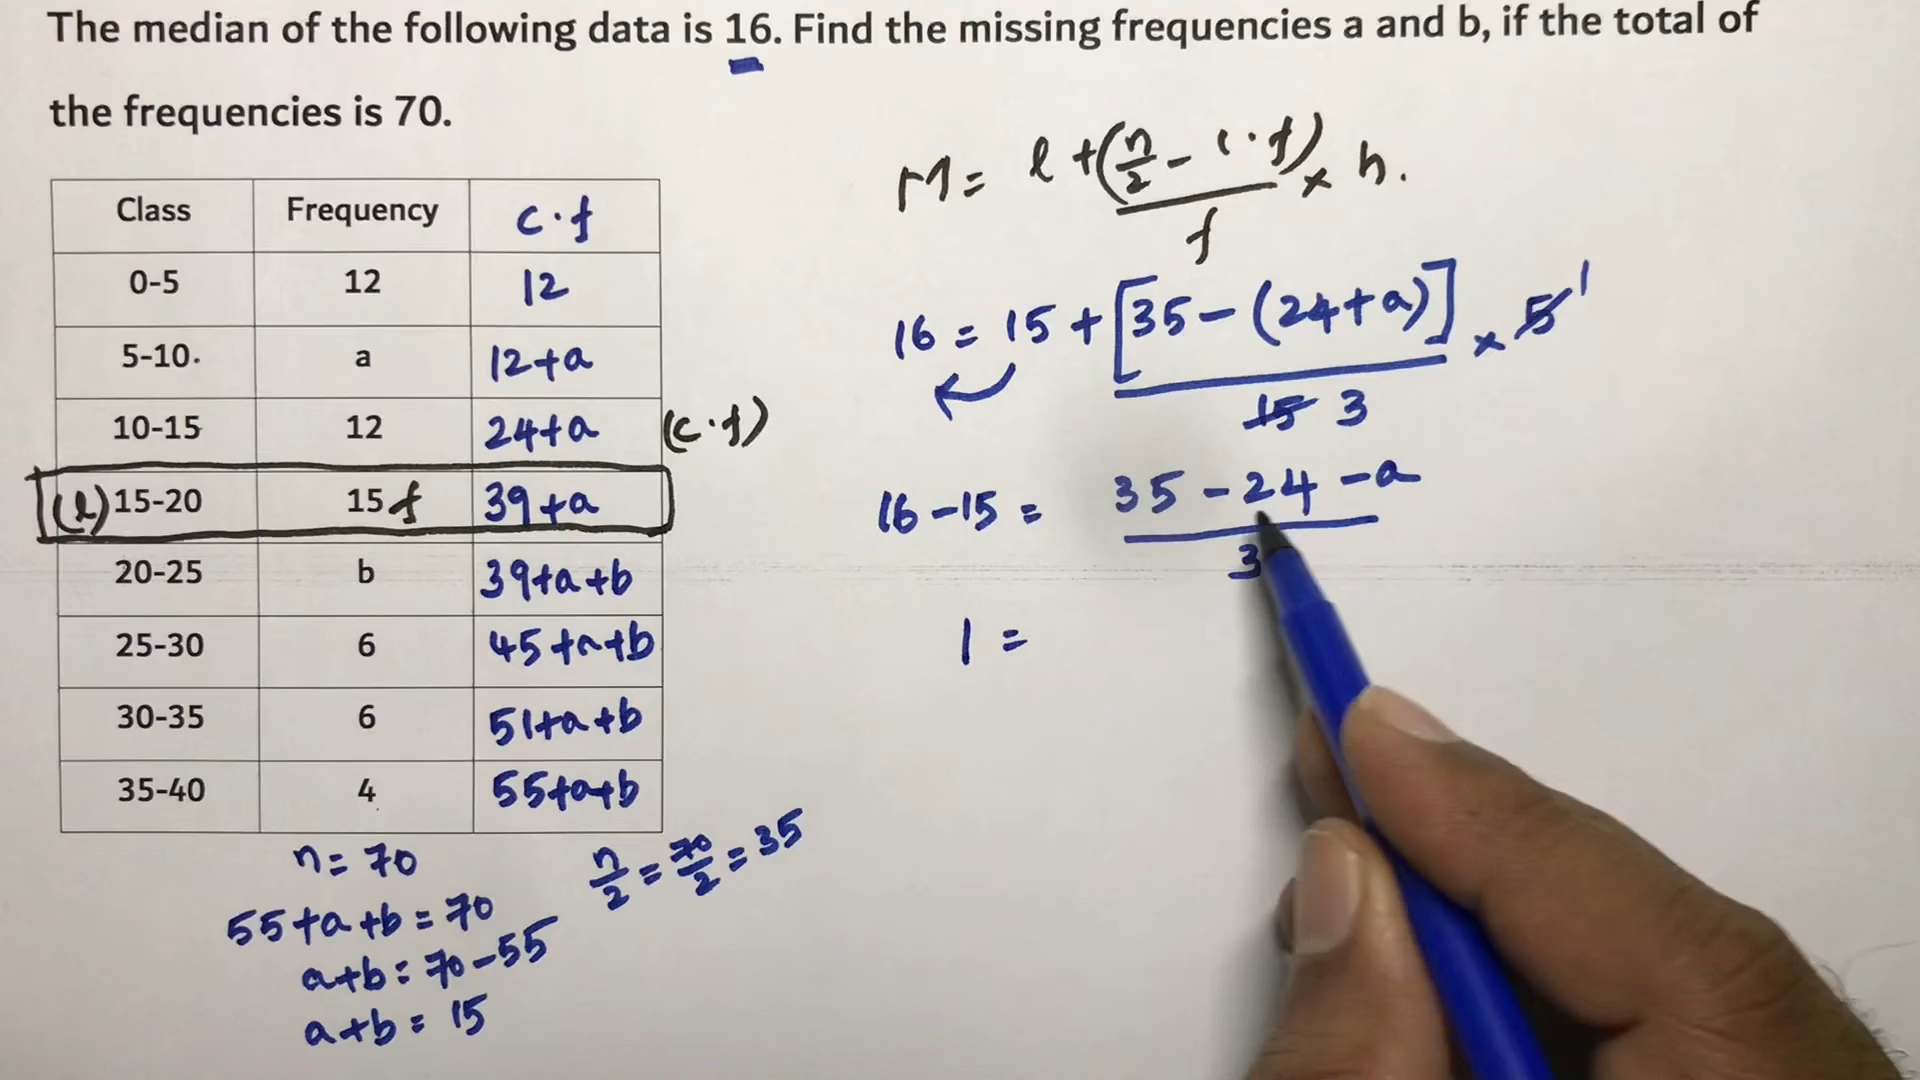 The median of the following data is 16. Find the missing frequencies a and b, if the total of
the frequencies is 70.
Class Frequency c.f
0-5 12 12
5-10. a 12+a
10-15 12 24+a (c.f)
(l) 15-20 15 f 39+a
20-25 b 39+a+b
25-30 6 45+a+b
30-35 6 51+a+b
35-40 4 55+a+b
n = 70
n/2 = 70/2 = 35
55+a+b = 70
a+b = 70-55
a+b = 15
M = l + (n/2 - c.f)/f × h.
16 = 15 + [35 - (24+a)]/15 3 × 5 1
16 - 15 = 35 - 24 - a / 3
1 =